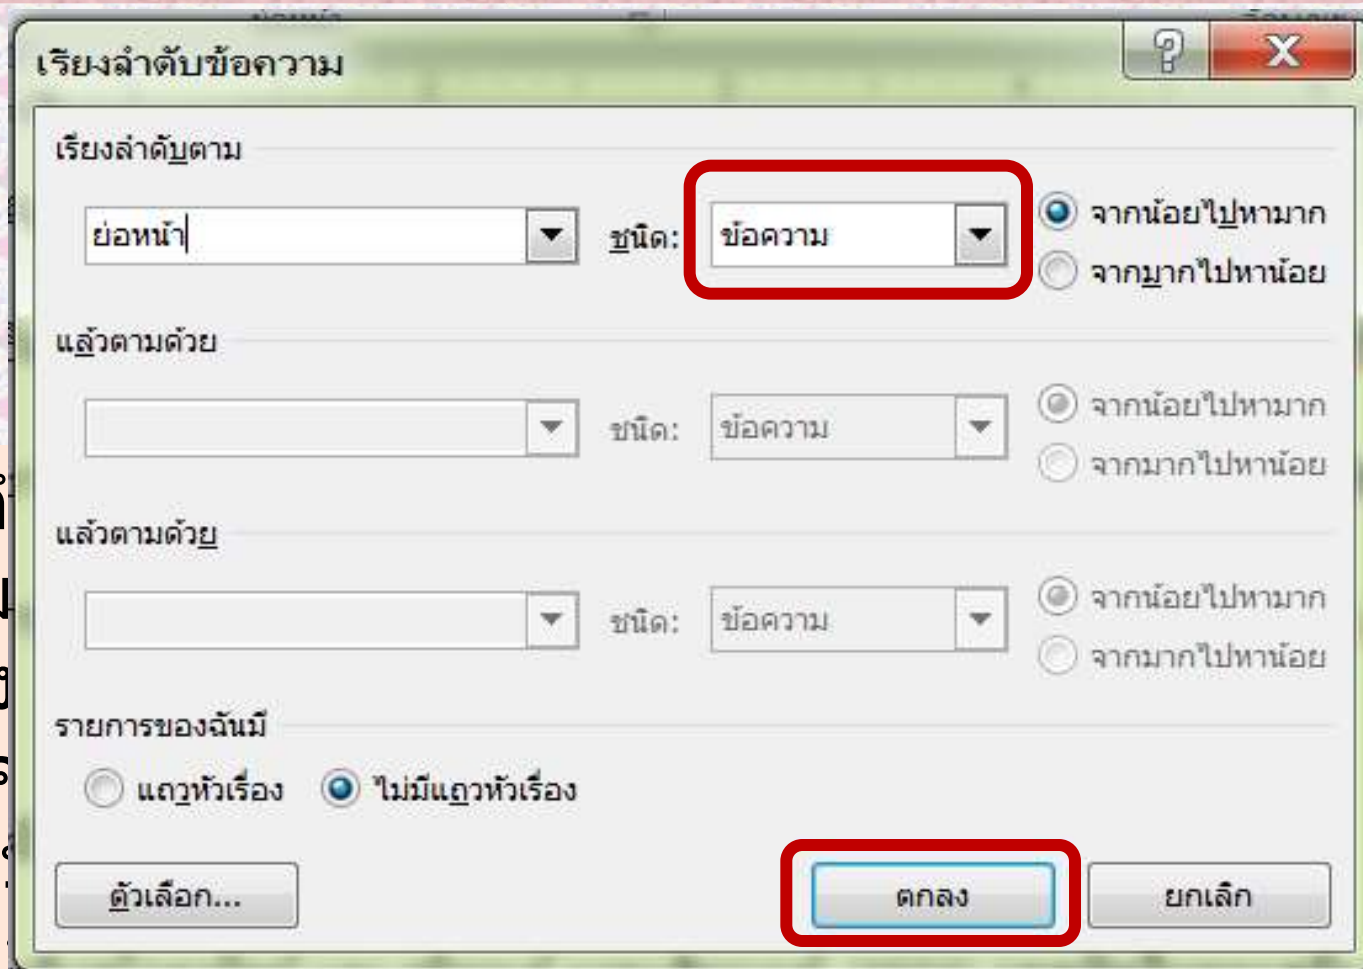 เรียงลำดับข้อความ
เรียงลำดับตาม
ย่อหน้า ชนิด: ข้อความ จากน้อยไปหามาก
จากมากไปหาน้อย
แล้วตามด้วย
ชนิด: ข้อความ จากน้อยไปหามาก
จากมากไปหาน้อย
แล้วตามด้วย
ชนิด: ข้อความ จากน้อยไปหามาก
จากมากไปหาน้อย
รายการของฉันมี
แถวหัวเรื่อง ไม่มีแถวหัวเรื่อง
ตัวเลือก... ตกลง ยกเลิก